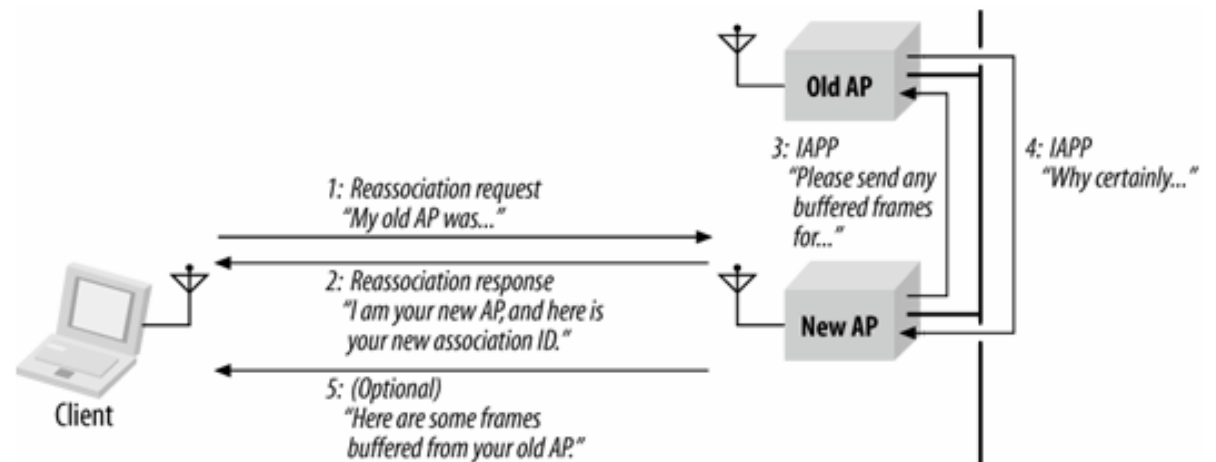 Old AP
3: IAPP
"Please send any
buffered frames
for..."
4: IAPP
"Why certainly..."
1: Reassociation request
"My old AP was..."
2: Reassociation response
"I am your new AP, and here is
your new association ID."
New AP
5: (Optional)
"Here are some frames
buffered from your old AP."
Client